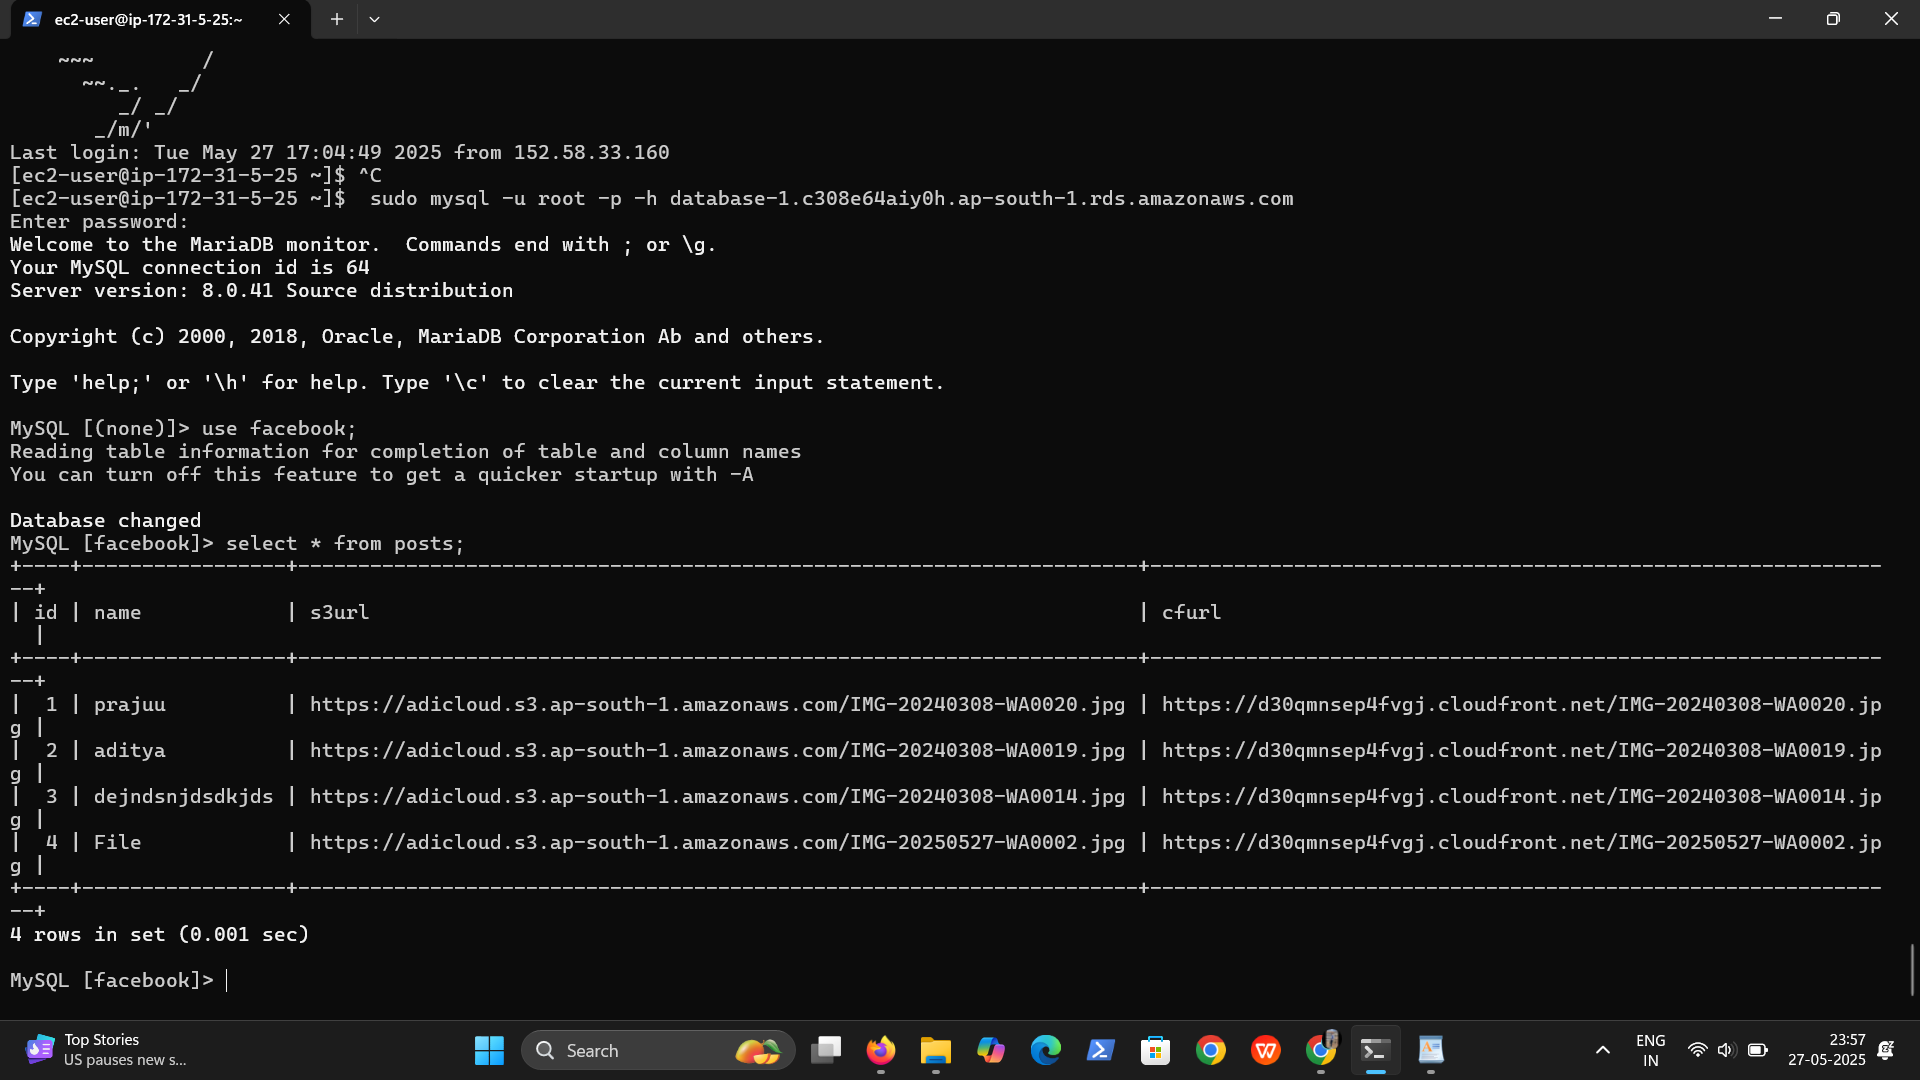 ec2-user@ip-172-31-5-25:~
    ~~~         /
      ~~._.   _/
         _/ _/
       _/m/'
Last login: Tue May 27 17:04:49 2025 from 152.58.33.160
[ec2-user@ip-172-31-5-25 ~]$ ^C
[ec2-user@ip-172-31-5-25 ~]$  sudo mysql -u root -p -h database-1.c308e64aiy0h.ap-south-1.rds.amazonaws.com
Enter password:
Welcome to the MariaDB monitor.  Commands end with ; or \g.
Your MySQL connection id is 64
Server version: 8.0.41 Source distribution
Copyright (c) 2000, 2018, Oracle, MariaDB Corporation Ab and others.
Type 'help;' or '\h' for help. Type '\c' to clear the current input statement.
MySQL [(none)]> use facebook;
Reading table information for completion of table and column names
You can turn off this feature to get a quicker startup with -A
Database changed
MySQL [facebook]> select * from posts;
+----+-----------------+----------------------------------------------------------------------+-------------------------------------------------------------
--+
| id | name            | s3url                                                                | cfurl
  |
+----+-----------------+----------------------------------------------------------------------+-------------------------------------------------------------
--+
|  1 | prajuu          | https://adicloud.s3.ap-south-1.amazonaws.com/IMG-20240308-WA0020.jpg | https://d30qmnsep4fvgj.cloudfront.net/IMG-20240308-WA0020.jp
g |
|  2 | aditya          | https://adicloud.s3.ap-south-1.amazonaws.com/IMG-20240308-WA0019.jpg | https://d30qmnsep4fvgj.cloudfront.net/IMG-20240308-WA0019.jp
g |
|  3 | dejndsnjdsdkjds | https://adicloud.s3.ap-south-1.amazonaws.com/IMG-20240308-WA0014.jpg | https://d30qmnsep4fvgj.cloudfront.net/IMG-20240308-WA0014.jp
g |
|  4 | File            | https://adicloud.s3.ap-south-1.amazonaws.com/IMG-20250527-WA0002.jpg | https://d30qmnsep4fvgj.cloudfront.net/IMG-20250527-WA0002.jp
g |
+----+-----------------+----------------------------------------------------------------------+-------------------------------------------------------------
--+
4 rows in set (0.001 sec)
MySQL [facebook]>
Top Stories
US pauses new s...
Search
ENG
IN
23:57
27-05-2025